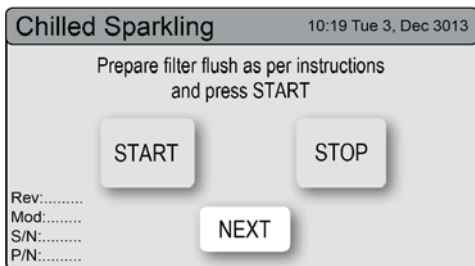 Chilled Sparkling 10:19 Tue 3, Dec 3013
Prepare filter flush as per instructions
and press START
START STOP
Rev:.........
Mod:........
S/N:.........
P/N:.........
NEXT